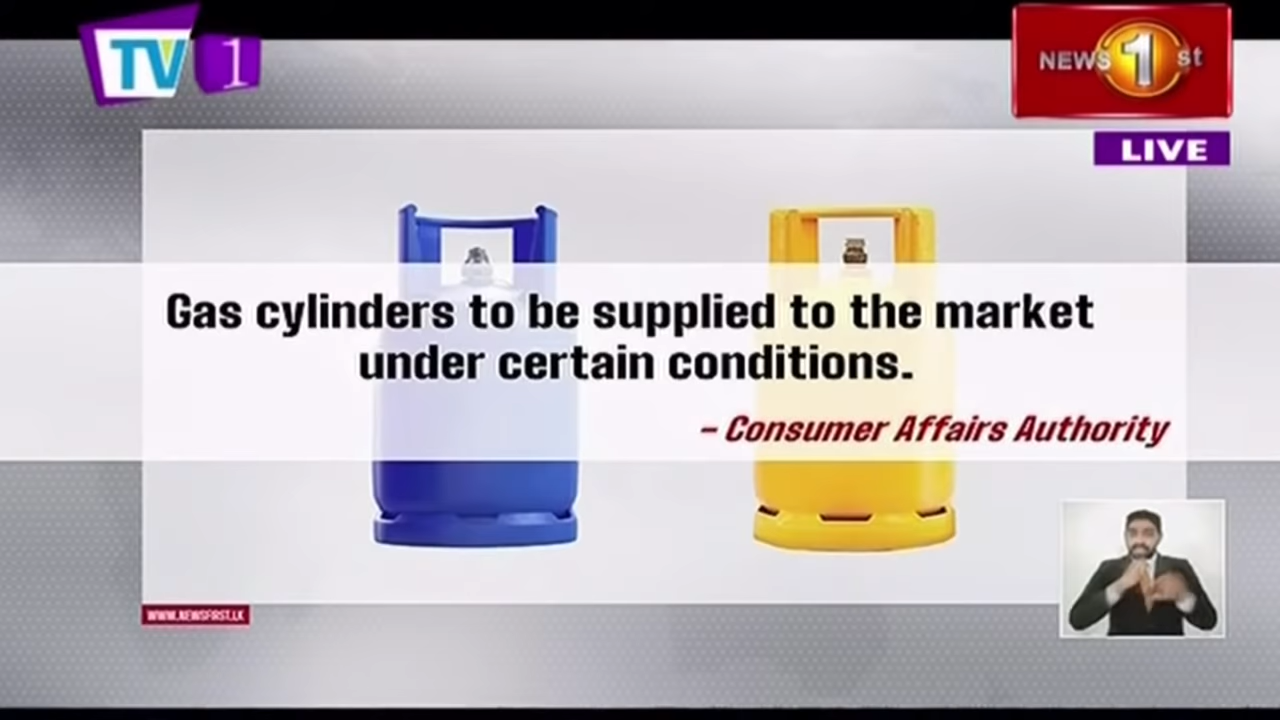 TV 1
NEWS 1st
LIVE
Gas cylinders to be supplied to the market
under certain conditions.
– Consumer Affairs Authority
WWW.NEWSFIRST.LK